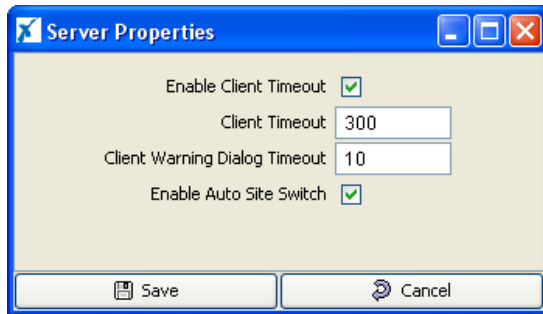 Server Properties
Enable Client Timeout
Client Timeout 300
Client Warning Dialog Timeout 10
Enable Auto Site Switch
Save Cancel